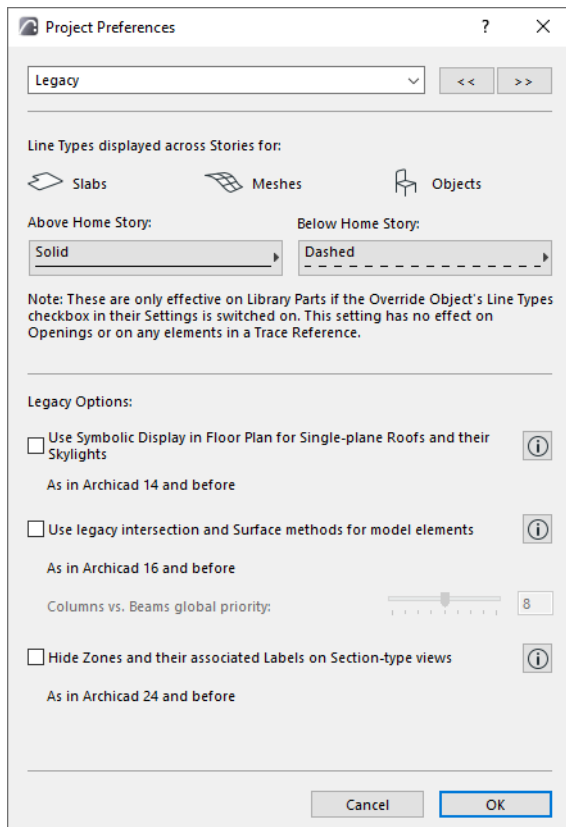 Project Preferences
?
Legacy
<<
>>
Line Types displayed across Stories for:
Slabs
Meshes
Objects
Above Home Story:
Below Home Story:
Solid
Dashed
Note: These are only effective on Library Parts if the Override Object's Line Types
checkbox in their Settings is switched on. This setting has no effect on
Openings or on any elements in a Trace Reference.
Legacy Options:
Use Symbolic Display in Floor Plan for Single-plane Roofs and their
Skylights
As in Archicad 14 and before
Use legacy intersection and Surface methods for model elements
As in Archicad 16 and before
Columns vs. Beams global priority:
8
Hide Zones and their associated Labels on Section-type views
As in Archicad 24 and before
Cancel
OK